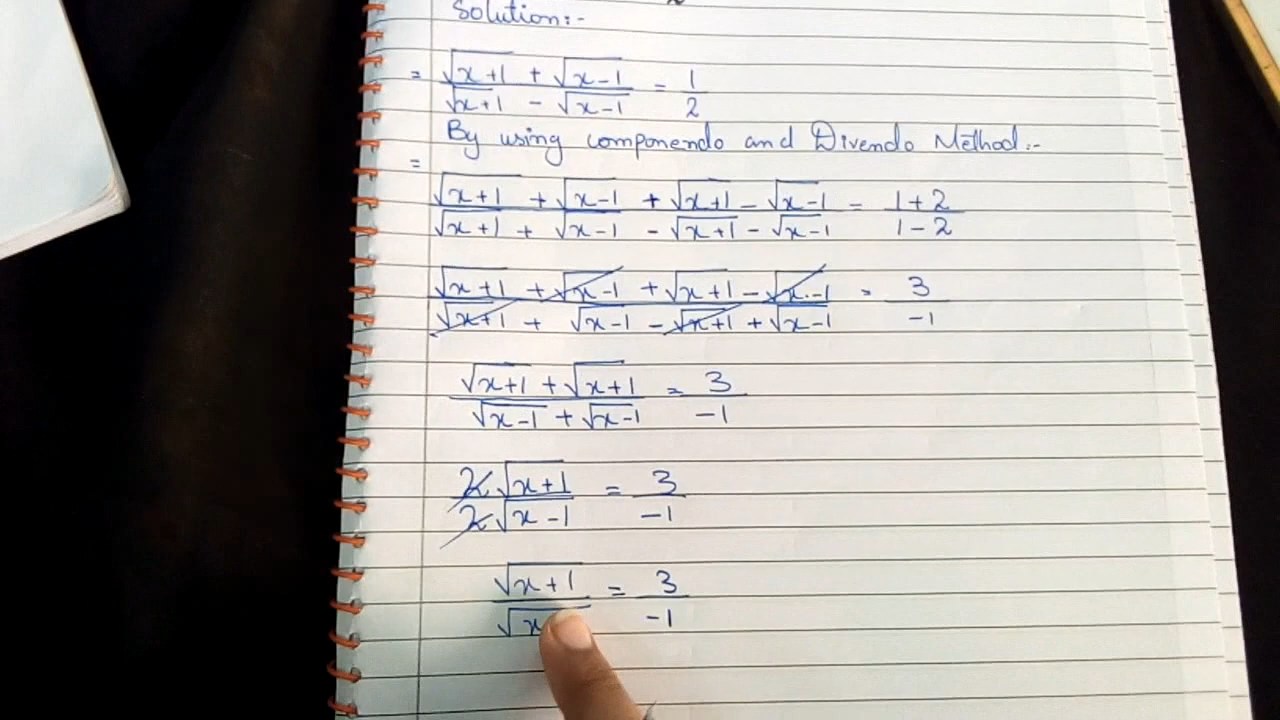 Solution:-
= √x+1 + √x-1 / √x+1 - √x-1 = 1/2
By using componendo and Divendo Method:-
=
√x+1 + √x-1 + √x+1 - √x-1 / √x+1 + √x-1 - √x+1 - √x-1 = 1+2 / 1-2
√x+1 + √x-1 + √x+1 - √x-1 / √x+1 + √x-1 - √x+1 + √x-1 = 3 / -1
√x+1 + √x+1 / √x-1 + √x-1 = 3 / -1
2√x+1 / 2√x-1 = 3 / -1
√x+1 / √x = 3 / -1